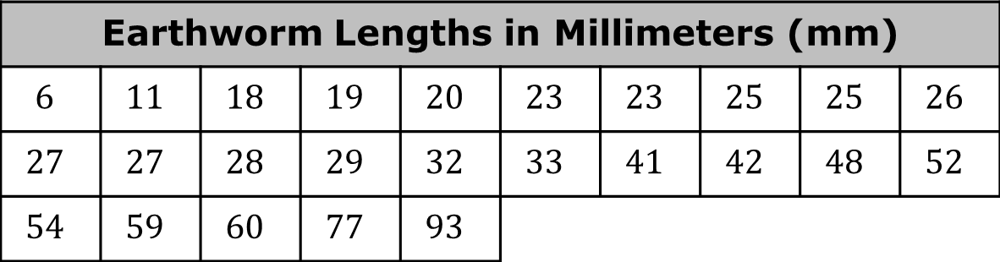 Earthworm Lengths in Millimeters (mm)
6 11 18 19 20 23 23 25 25 26
27 27 28 29 32 33 41 42 48 52
54 59 60 77 93